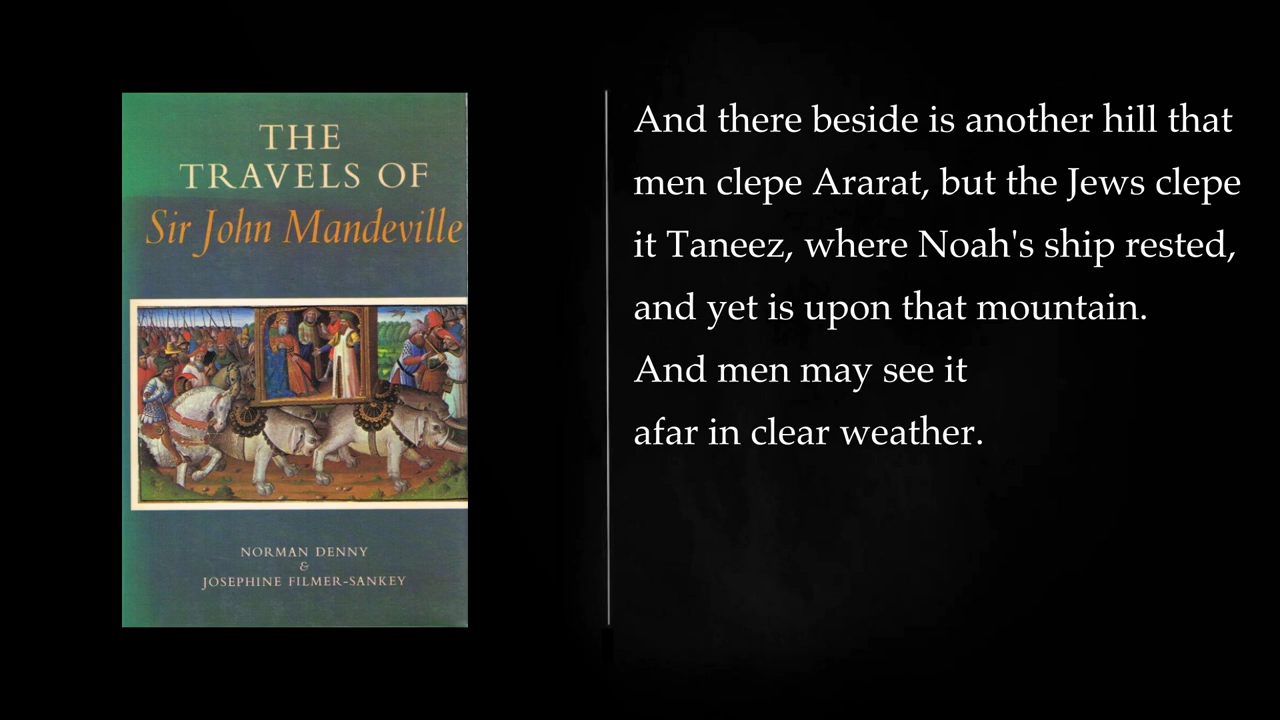 THE
TRAVELS OF
Sir John Mandeville
NORMAN DENNY
&
JOSEPHINE FILMER-SANKEY
And there beside is another hill that
men clepe Ararat, but the Jews clepe
it Taneez, where Noah's ship rested,
and yet is upon that mountain.
And men may see it
afar in clear weather.